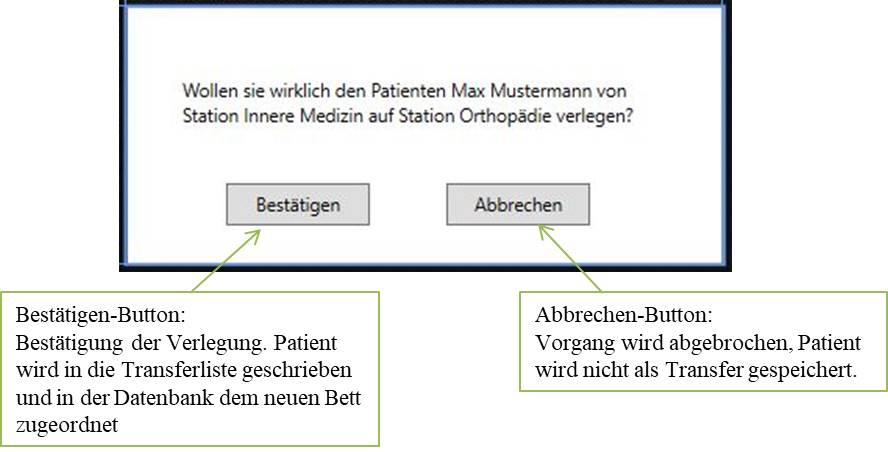 Wollen sie wirklich den Patienten Max Mustermann von
Station Innere Medizin auf Station Orthopädie verlegen?
Bestätigen
Abbrechen
Bestätigen-Button:
Bestätigung der Verlegung. Patient
wird in die Transferliste geschrieben
und in der Datenbank dem neuen Bett
zugeordnet
Abbrechen-Button:
Vorgang wird abgebrochen, Patient
wird nicht als Transfer gespeichert.